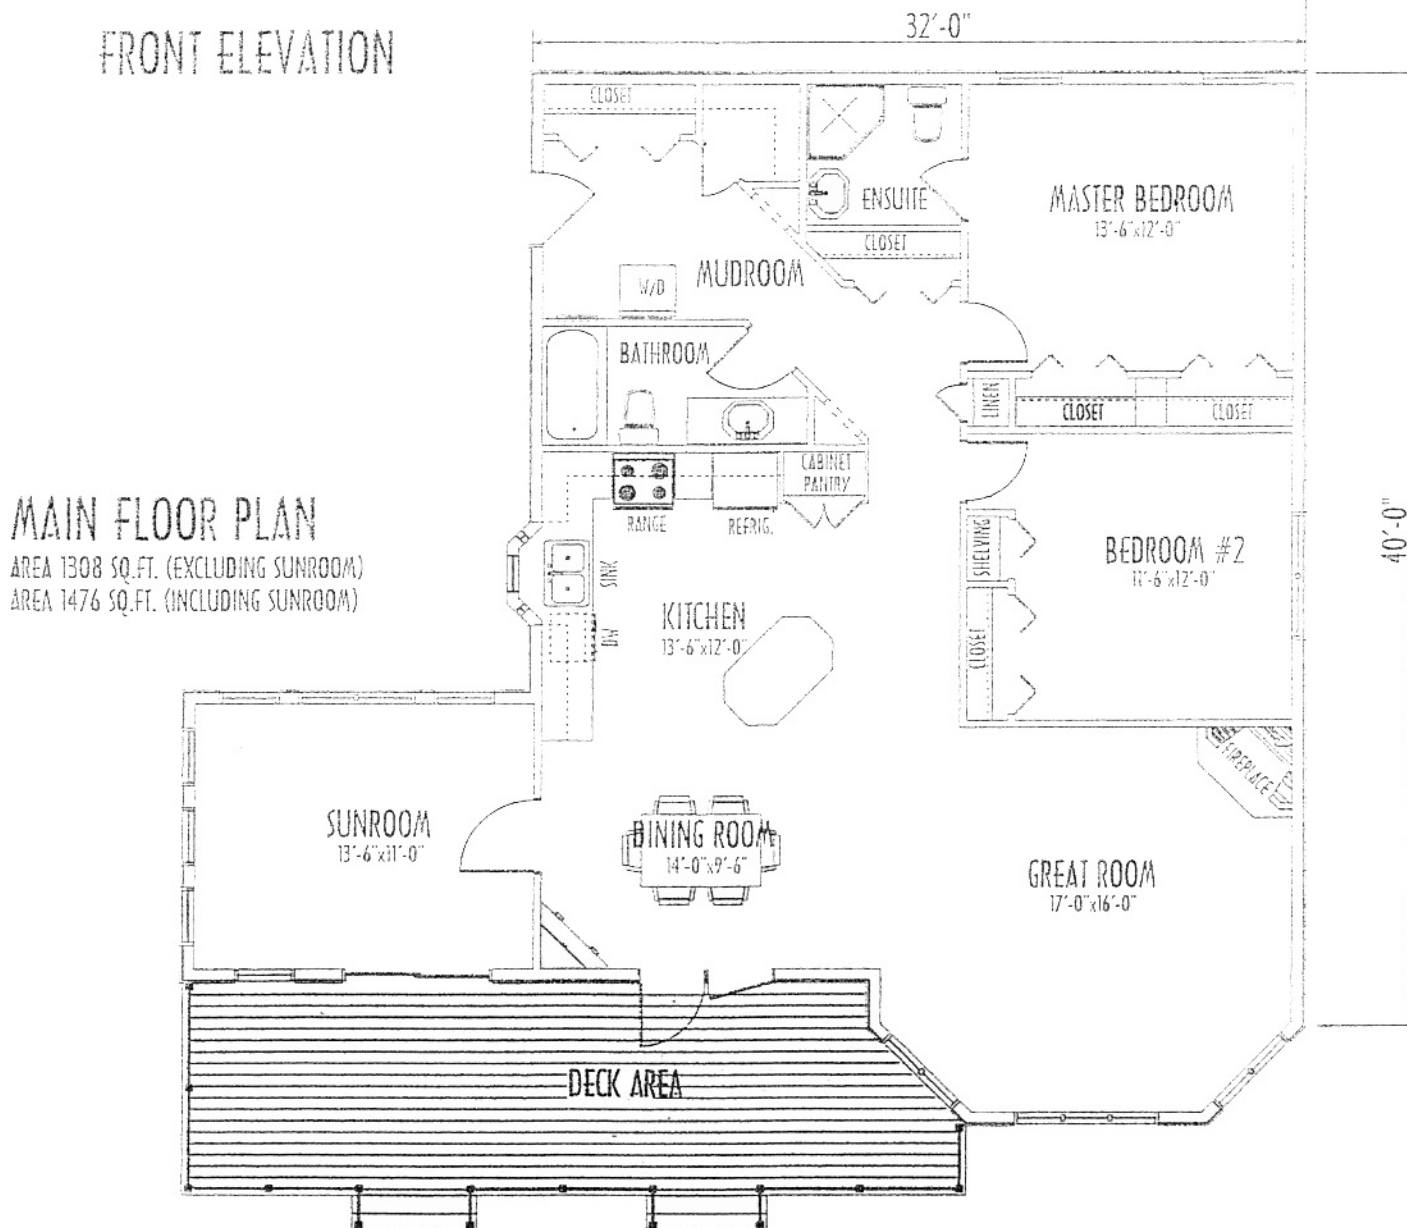 32'-0"
FRONT ELEVATION
CLOSET
ENSUITE
MASTER BEDROOM
13'-6"x12'-0"
CLOSET
MUDROOM
W/D
BATHROOM
LINEN
CLOSET
CLOSET
CABINET
PANTRY
RANGE
REFRIG.
MAIN FLOOR PLAN
AREA 1308 SQ.FT. (EXCLUDING SUNROOM)
AREA 1476 SQ.FT. (INCLUDING SUNROOM)
40'-0"
SHELVING
BEDROOM #2
11'-6"x12'-0"
SINK
KITCHEN
13'-6"x12'-0"
DW
CLOSET
FIREPLACE
SUNROOM
13'-6"x11'-0"
DINING ROOM
14'-0"x9'-6"
GREAT ROOM
17'-0"x16'-0"
DECK AREA